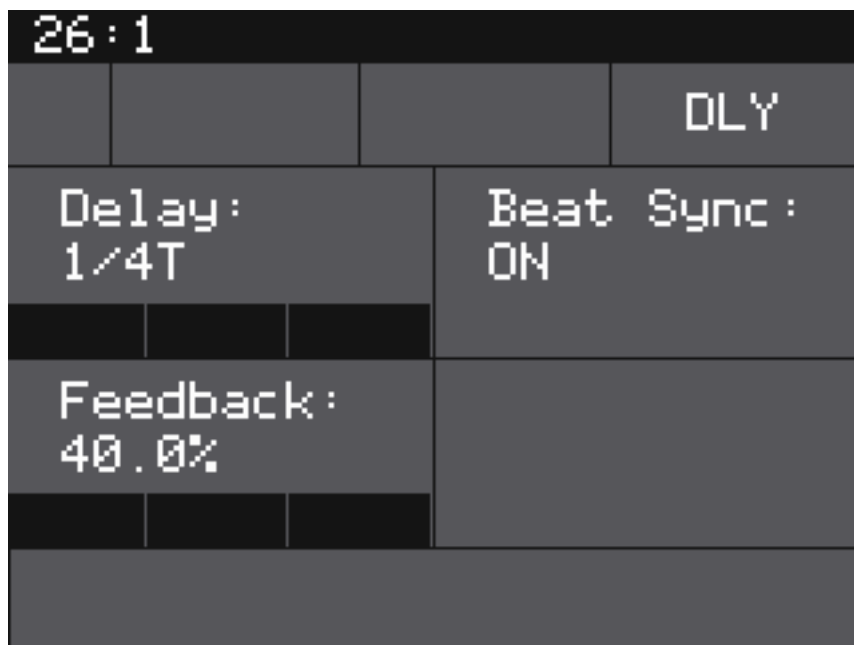 26:1
DLY
Delay:
1/4T
Beat Sync:
ON
Feedback:
40.0%